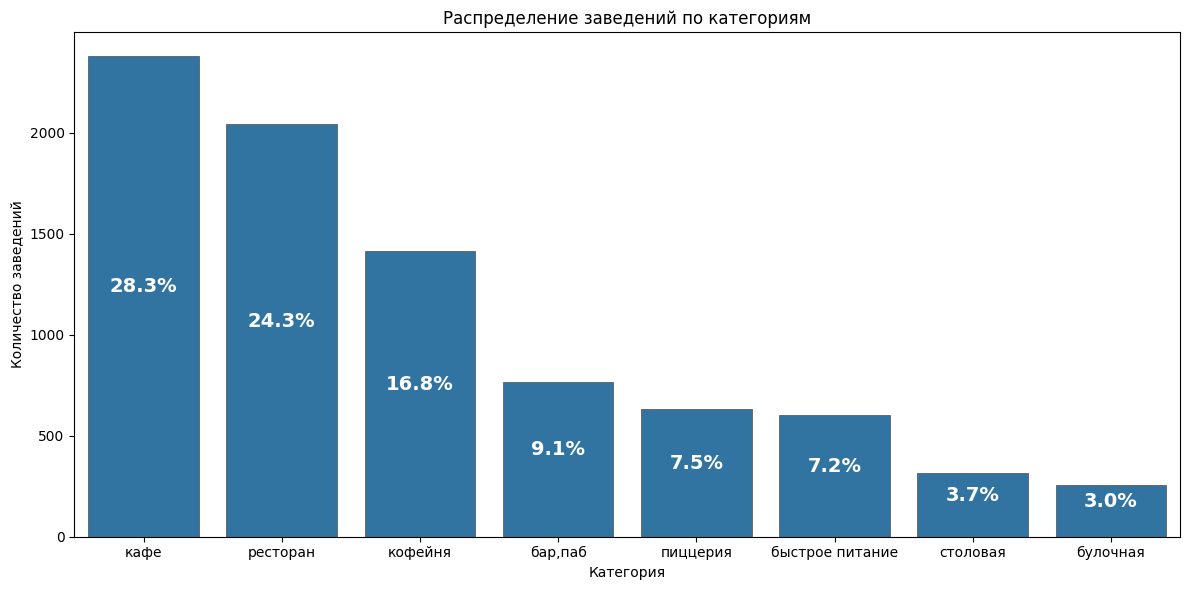 Распределение заведений по категориям
Количество заведений
2000
1500
1000
500
0
28.3%
24.3%
16.8%
9.1%
7.5%
7.2%
3.7%
3.0%
кафе
ресторан
кофейня
бар,паб
пиццерия
быстрое питание
столовая
булочная
Категория